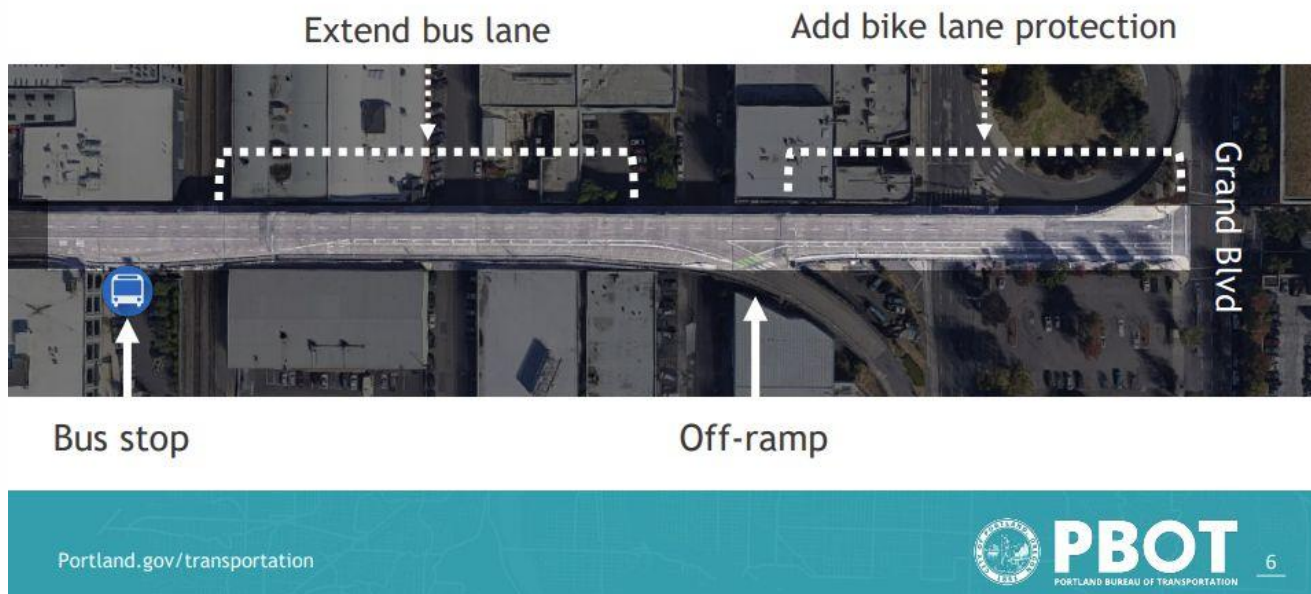 Extend bus lane
Add bike lane protection
Grand Blvd
Bus stop
Off-ramp
Portland.gov/transportation
PBOT
PORTLAND BUREAU OF TRANSPORTATION
6